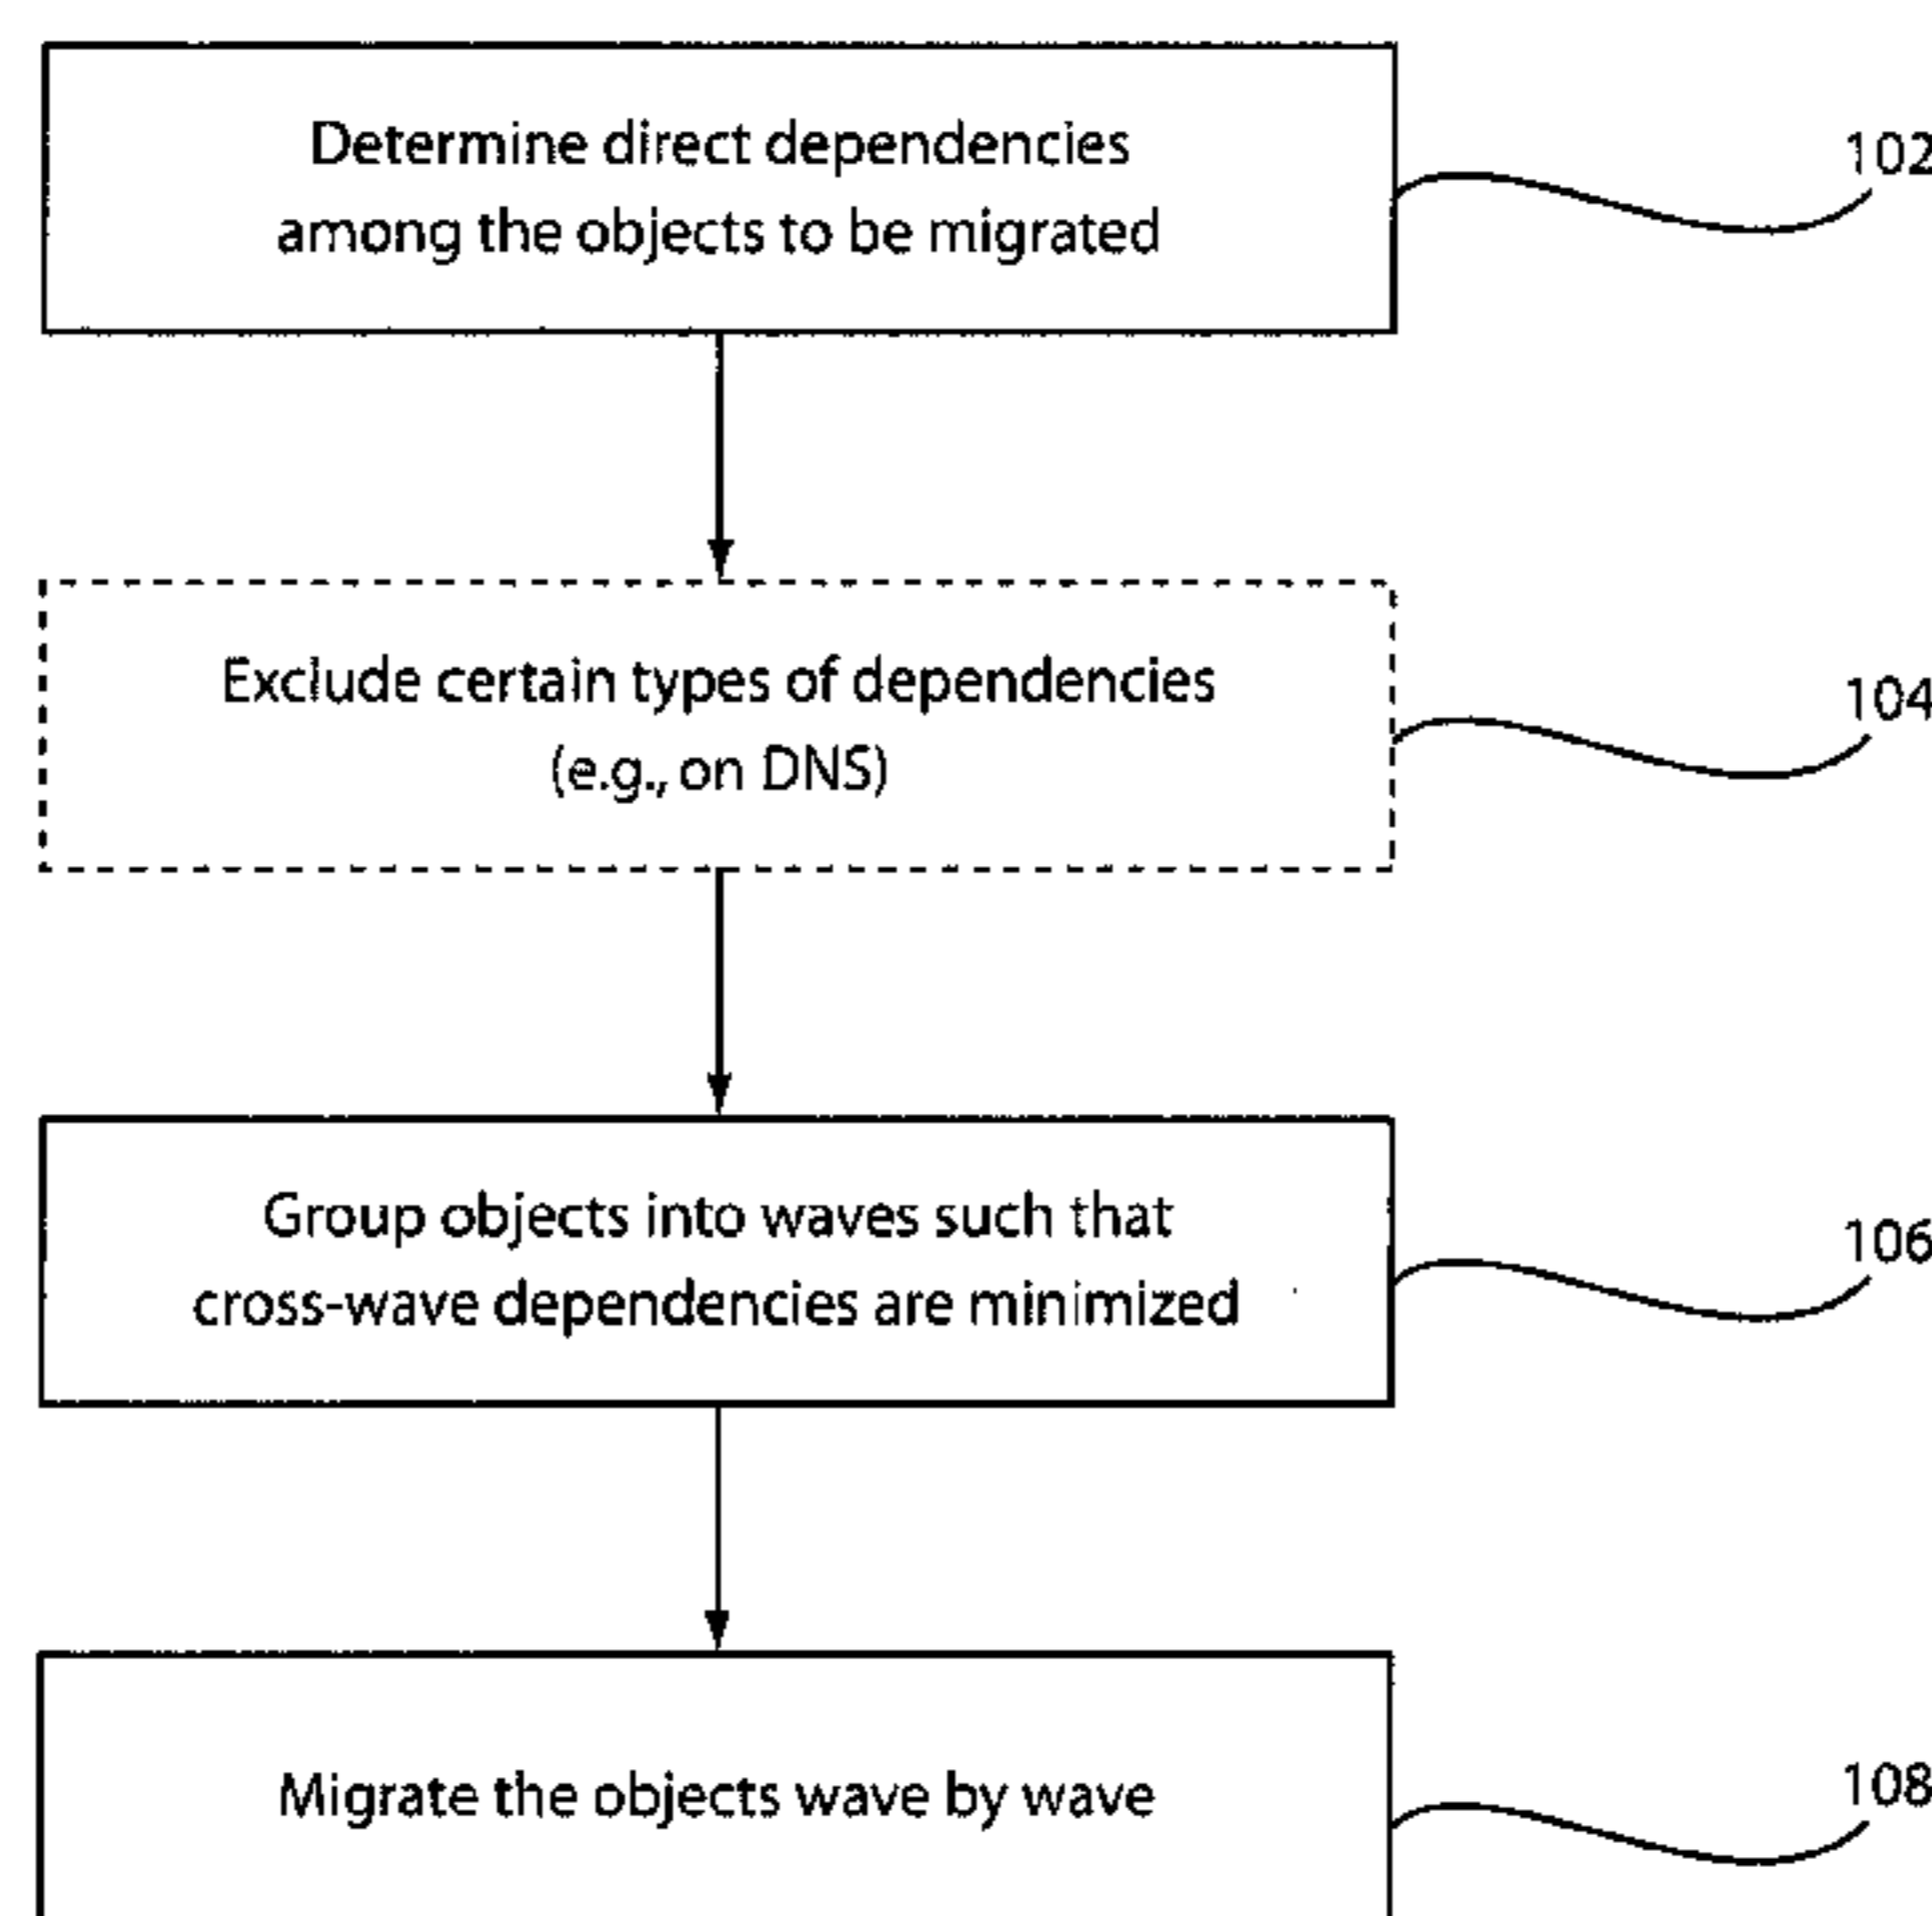 Determine direct dependencies
among the objects to be migrated
102
Exclude certain types of dependencies
(e.g., on DNS)
104
Group objects into waves such that
cross-wave dependencies are minimized
106
Migrate the objects wave by wave
108